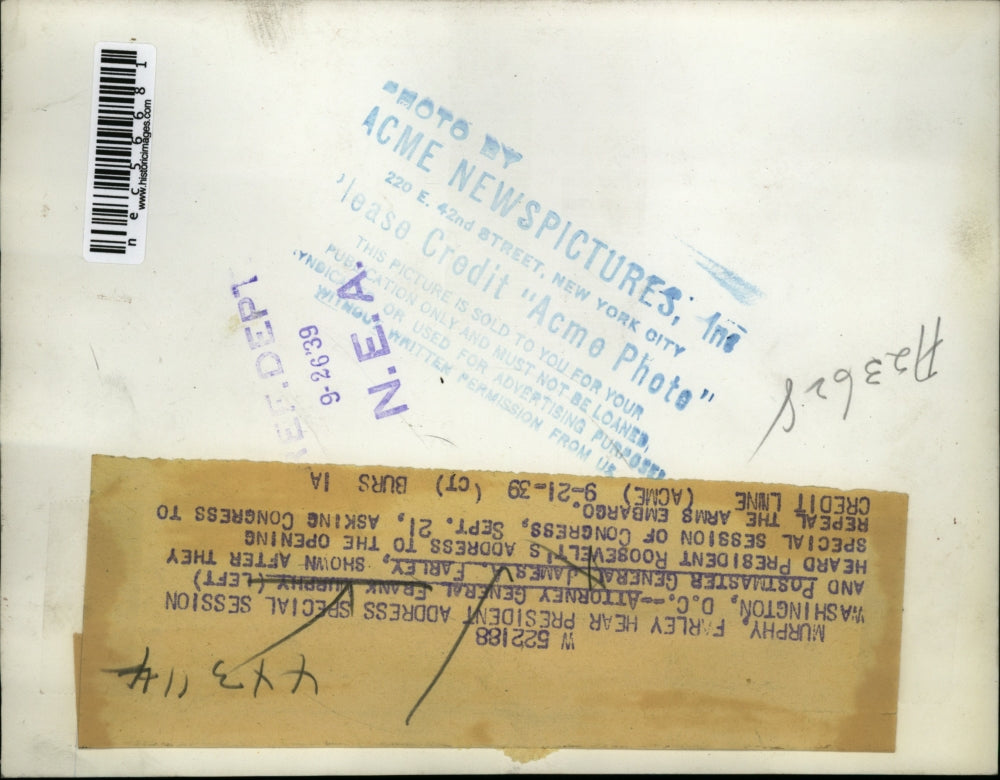 nec56681
www.historicimages.com
PHOTO BY
ACME NEWSPICTURES, Inc
220 E. 42nd STREET, NEW YORK CITY
Please Credit "Acme Photo"
THIS PICTURE IS SOLD TO YOU FOR YOUR
PUBLICATION ONLY AND MUST NOT BE LOANED,
SYNDICATED OR USED FOR ADVERTISING PURPOSES
WITHOUT WRITTEN PERMISSION FROM US
REF. DEPT
9-26-39
N.E.A.
W 522188
MURPHY, FARLEY HEAR PRESIDENT ADDRESS SPECIAL SESSION
WASHINGTON, D.C.--ATTORNEY GENERAL FRANK MURPHY (LEFT)
AND POSTMASTER GENERAL JAMES A. FARLEY, SHOWN AFTER THEY
HEARD PRESIDENT ROOSEVELT'S ADDRESS TO THE OPENING
SPECIAL SESSION OF CONGRESS, SEPT. 21, ASKING CONGRESS TO
REPEAL THE ARMS EMBARGO.
CREDIT LNNE (ACME) 9-21-39 (CT) BURS IA